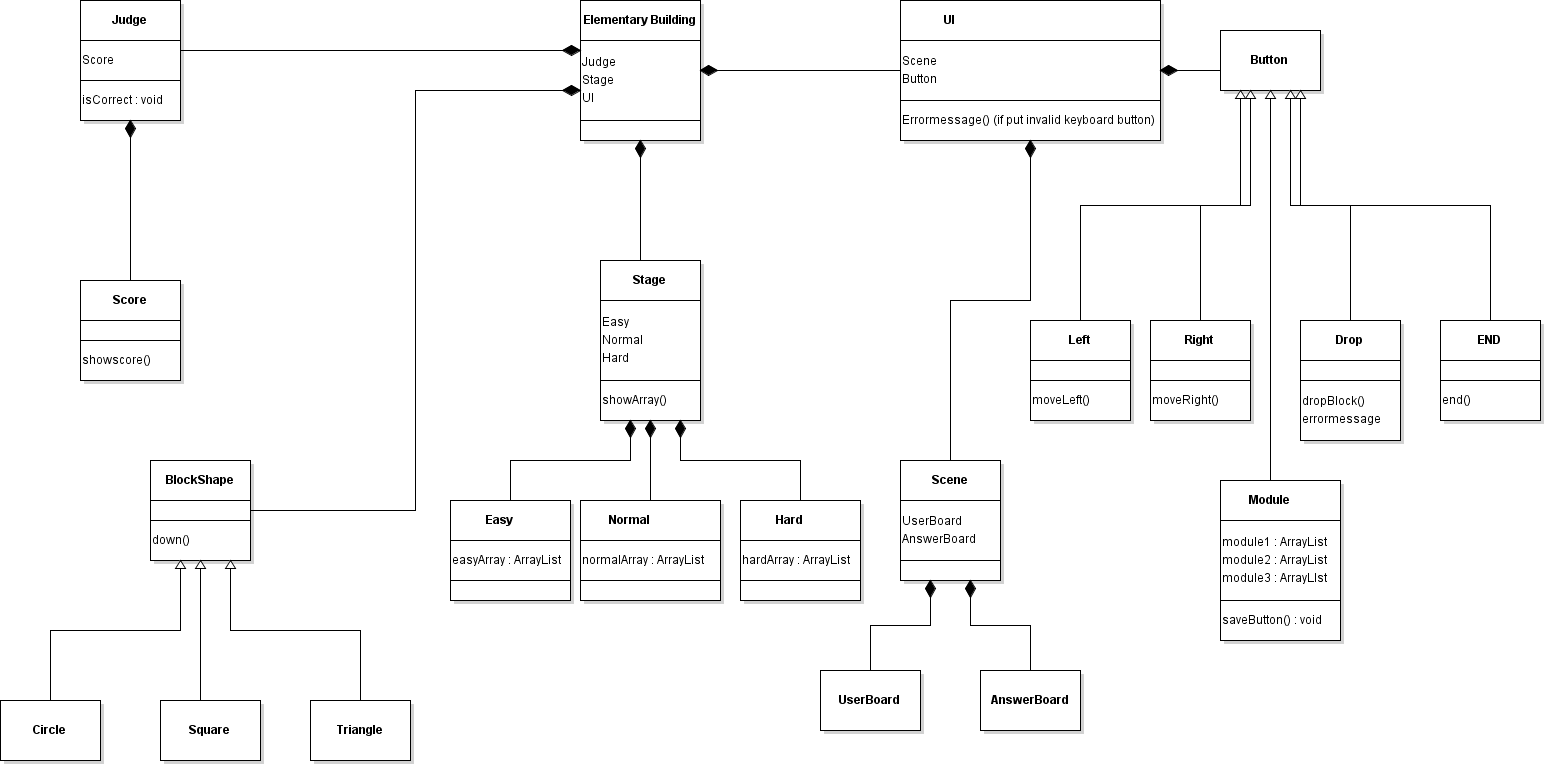 Judge
Score
isCorrect : void
Elementary Building
Judge
Stage
UI
UI
Scene
Button
Errormessage() (if put invalid keyboard button)
Button
Score
showscore()
Stage
Easy
Normal
Hard
showArray()
Left
moveLeft()
Right
moveRight()
Drop
dropBlock()
errormessage
END
end()
BlockShape
down()
Easy
easyArray : ArrayList
Normal
normalArray : ArrayList
Hard
hardArray : ArrayList
Scene
UserBoard
AnswerBoard
Module
module1 : ArrayList
module2 : ArrayList
module3 : ArrayLIst
saveButton() : void
UserBoard
AnswerBoard
Circle
Square
Triangle